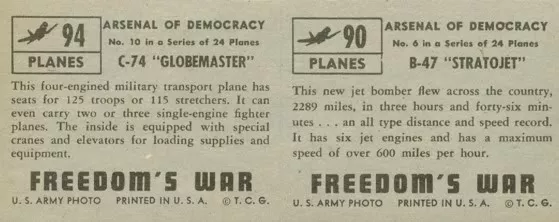 94
PLANES
ARSENAL OF DEMOCRACY
No. 10 in a Series of 24 Planes
C-74 "GLOBEMASTER"
This four-engined military transport plane has
seats for 125 troops or 115 stretchers. It can
even carry two or three single-engine fighter
planes. The inside is equipped with special
cranes and elevators for loading supplies and
equipment.
FREEDOM'S WAR
U. S. ARMY PHOTO PRINTED IN U. S. A. © T. C. G.
90
PLANES
ARSENAL OF DEMOCRACY
No. 6 in a Series of 24 Planes
B-47 "STRATOJET"
This new jet bomber flew across the country,
2289 miles, in three hours and forty-six min-
utes . . . an all type distance and speed record.
It has six jet engines and has a maximum
speed of over 600 miles per hour.
FREEDOM'S WAR
U. S. ARMY PHOTO PRINTED IN U. S. A. © T. C. G.